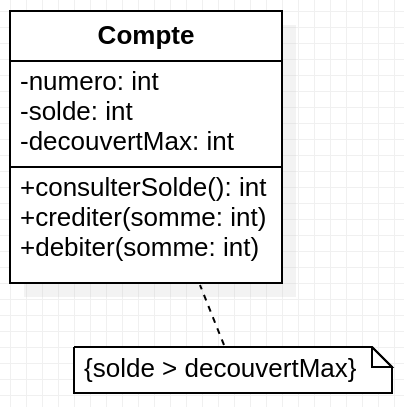 Compte
-numero: int
-solde: int
-decouvertMax: int
+consulterSolde(): int
+crediter(somme: int)
+debiter(somme: int)
{solde > decouvertMax}